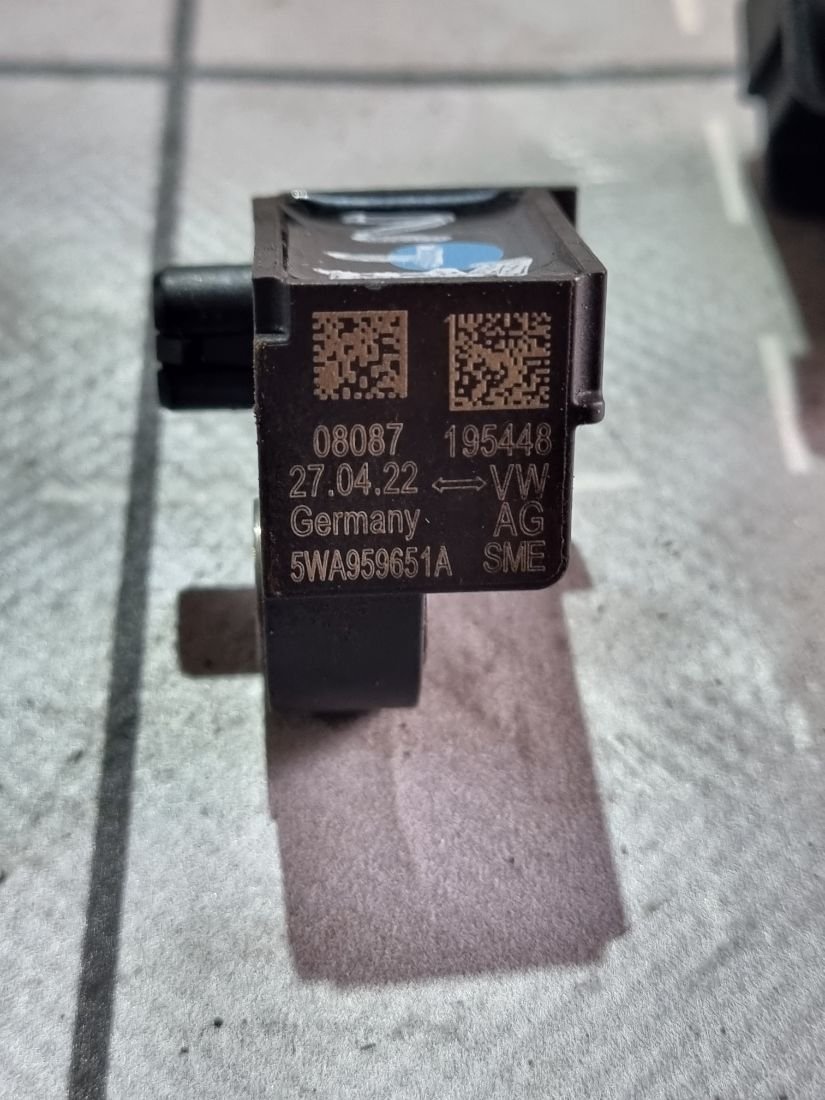 08087 195448
27.04.22 ⟺ VW
Germany AG
5WA959651A SME